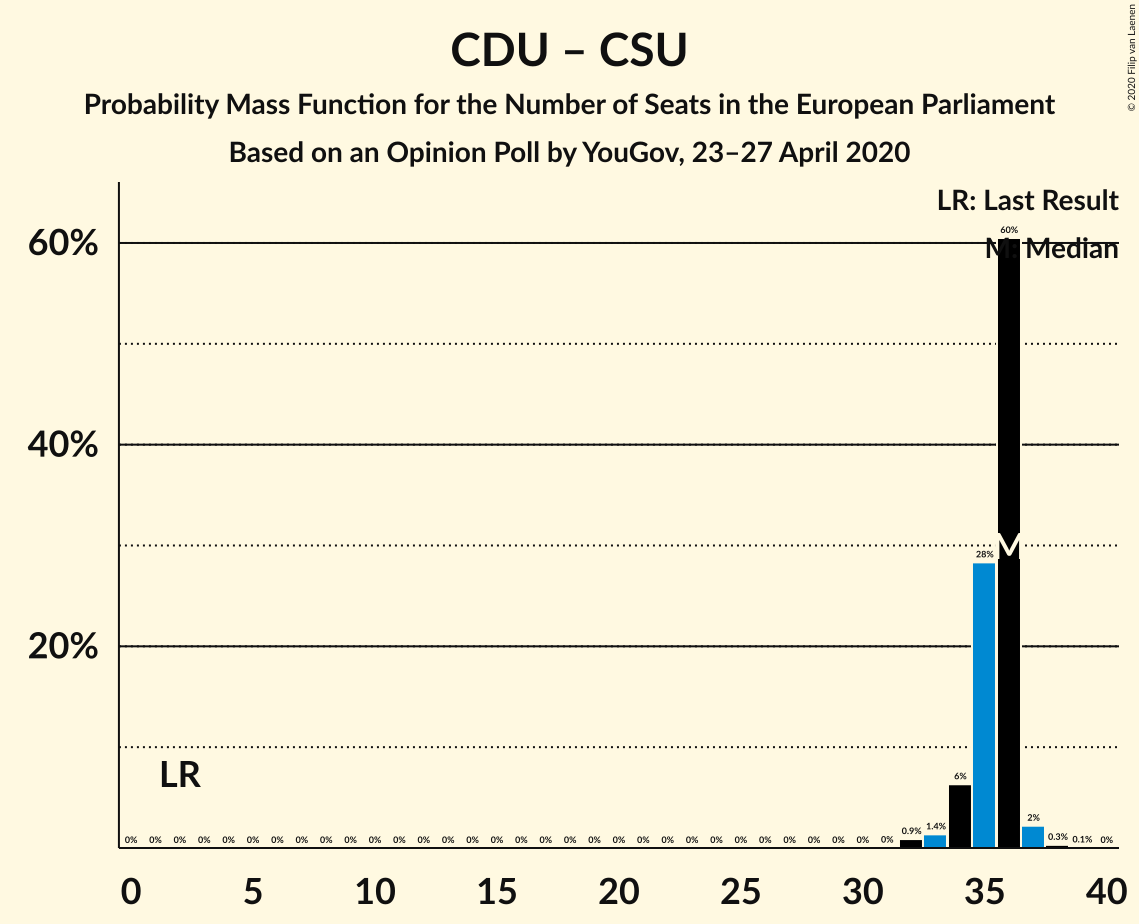 © 2020 Filip van Laenen
CDU – CSU
Probability Mass Function for the Number of Seats in the European Parliament
Based on an Opinion Poll by YouGov, 23–27 April 2020
LR: Last Result
M: Median
60%
40%
20%
LR
M
0% 0% 0% 0% 0% 0% 0% 0% 0% 0% 0% 0% 0% 0% 0% 0% 0% 0% 0% 0% 0% 0% 0% 0% 0% 0% 0% 0% 0% 0% 0% 0% 0.9% 1.4% 6% 28% 60% 2% 0.3% 0.1% 0%
0 5 10 15 20 25 30 35 40